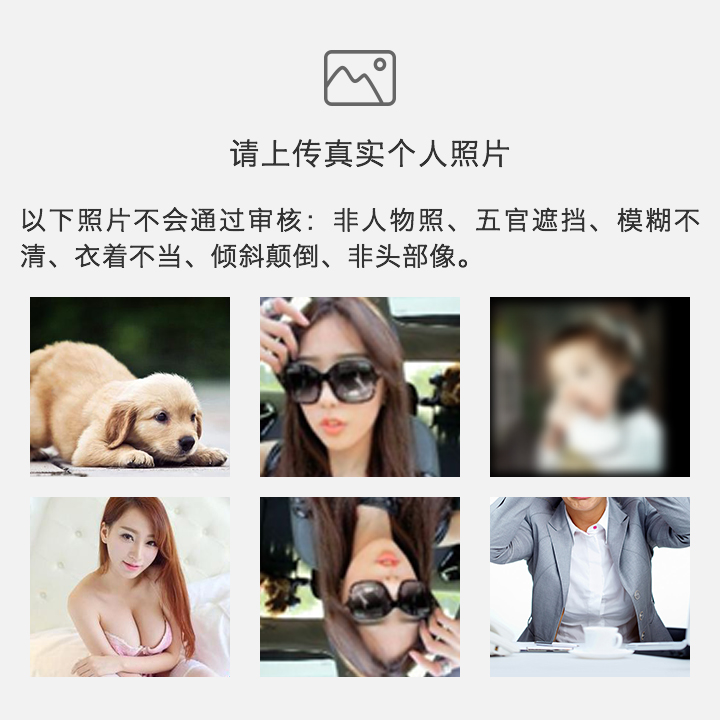 请上传真实个人照片
以下照片不会通过审核：非人物照、五官遮挡、模糊不
清、衣着不当、倾斜颠倒、非头部像。